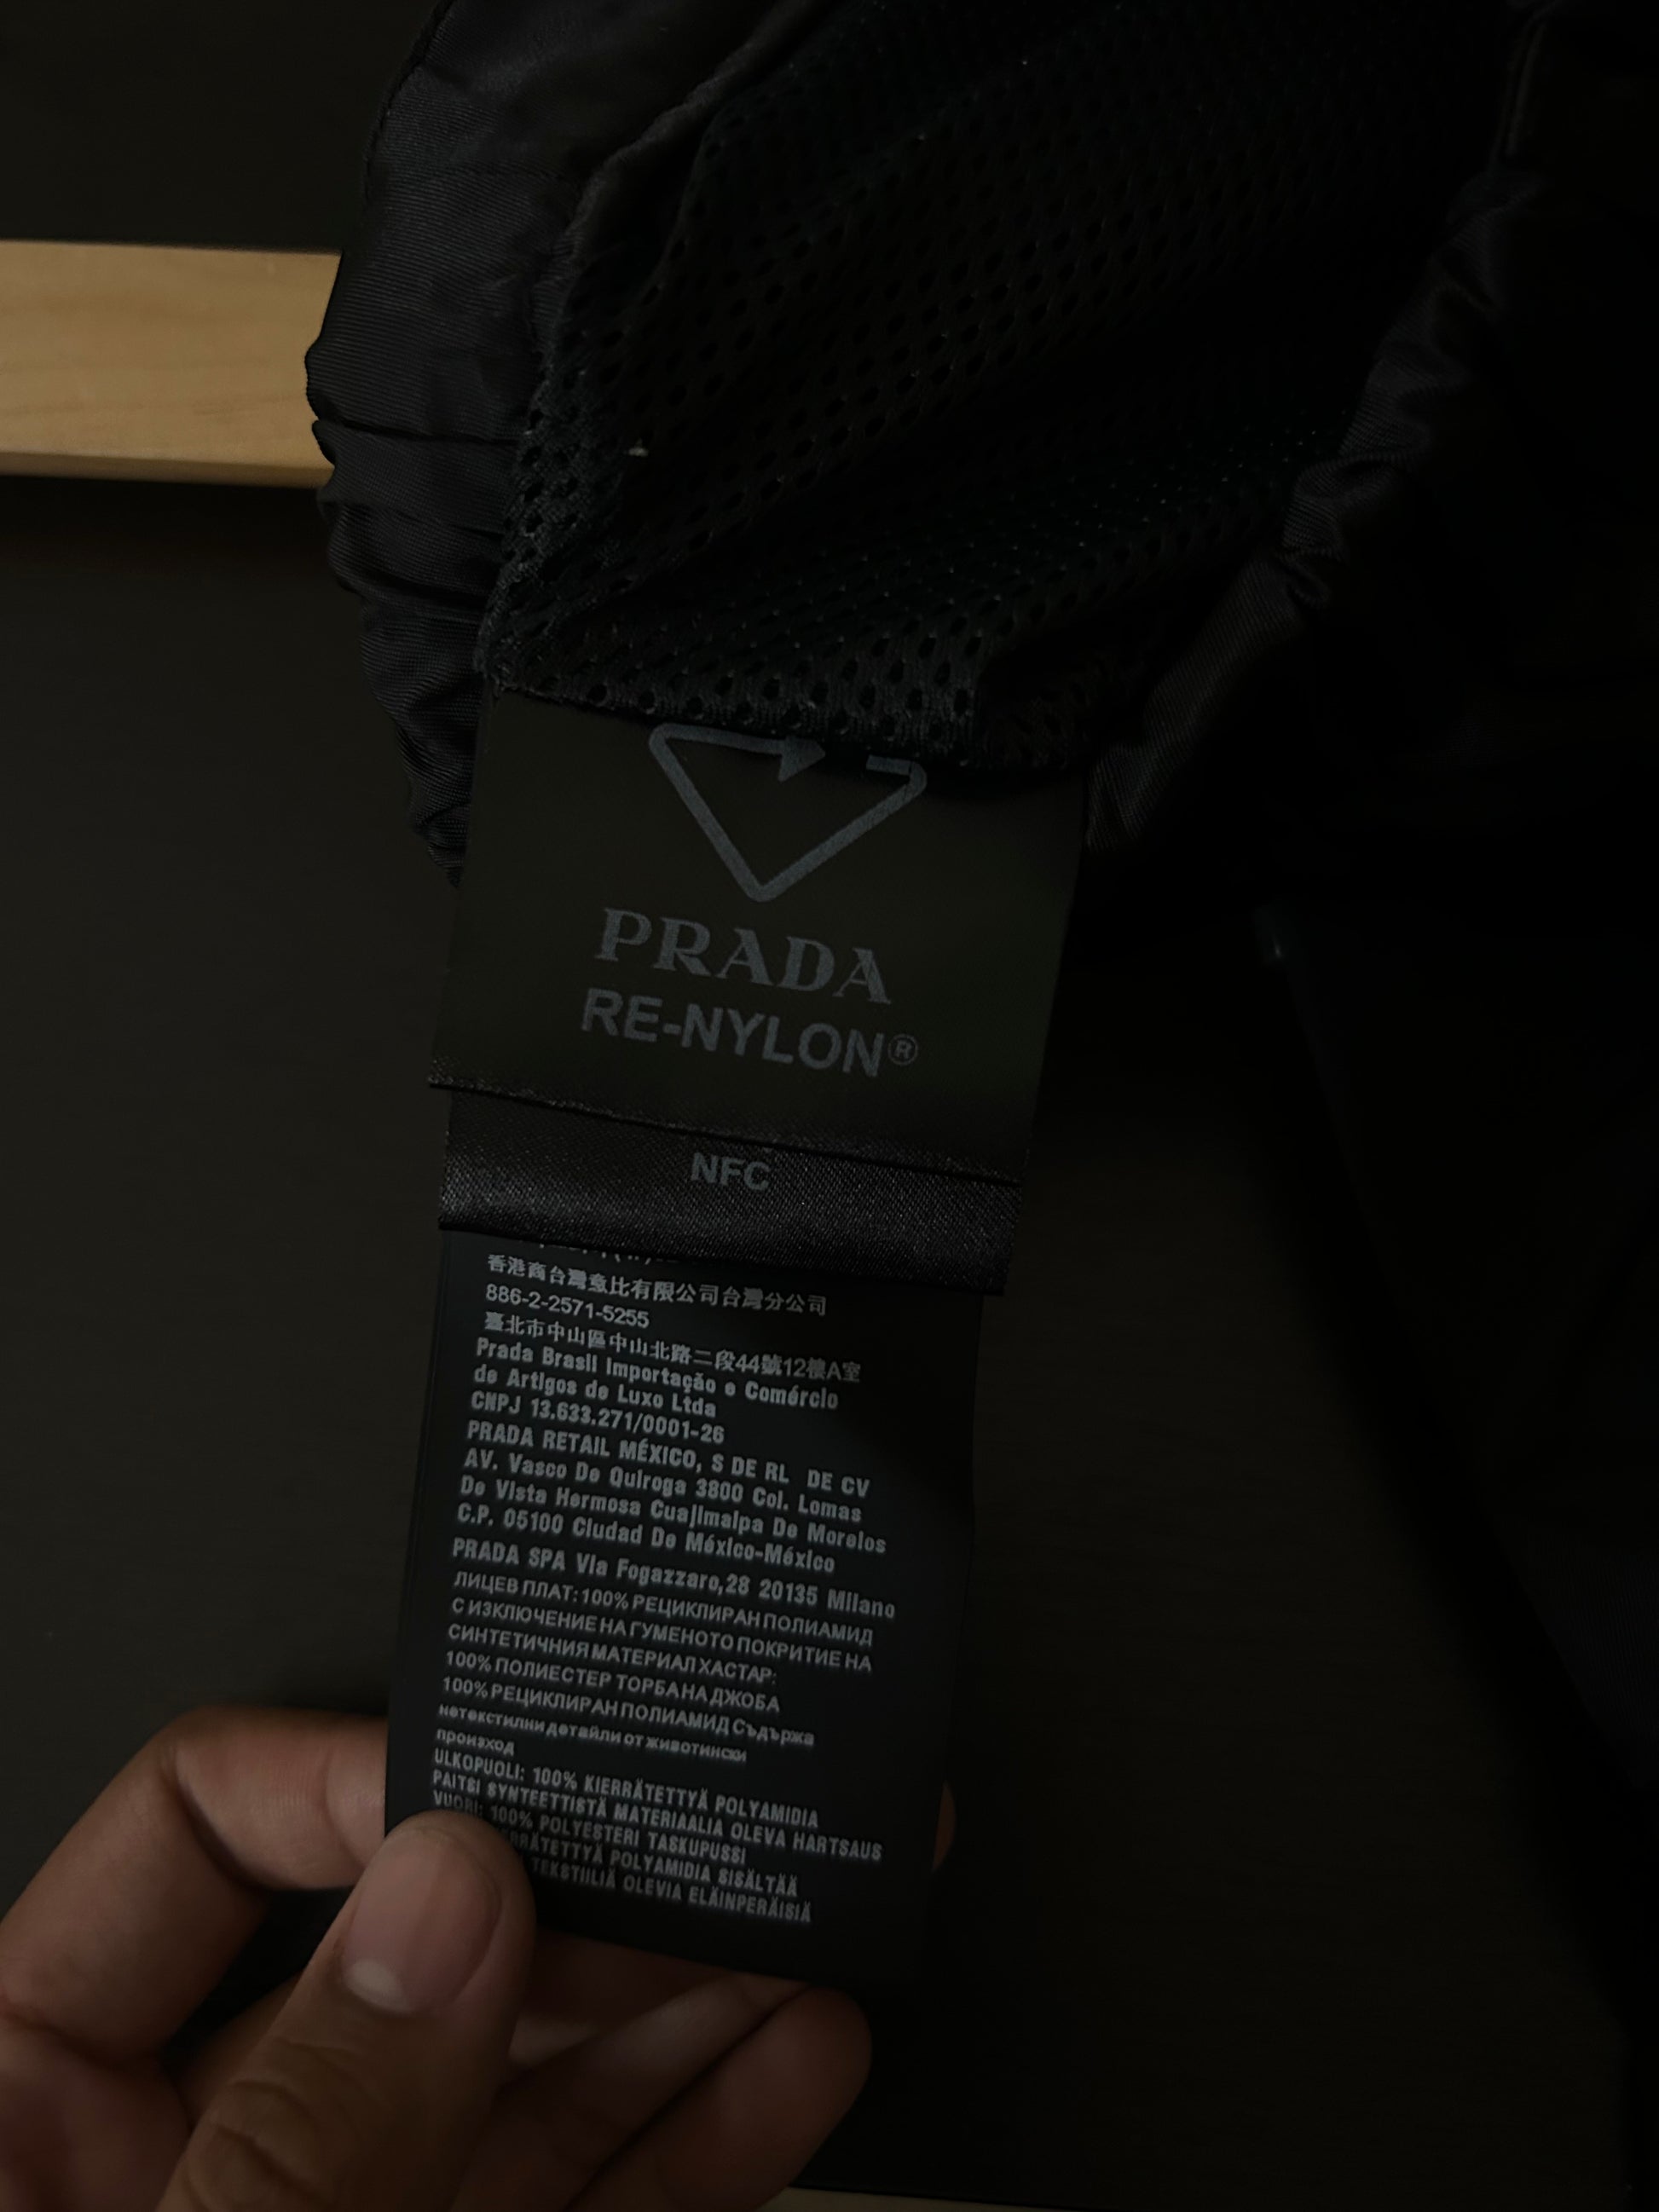 PRADA
RE-NYLON®
NFC
香港商台灣意比有限公司台灣分公司
886-2-2571-5255
臺北市中山區中山北路二段44號12樓A室
Prada Brasil Importação e Comércio
de Artigos de Luxo Ltda
CNPJ 13.633.271/0001-26
PRADA RETAIL MÉXICO, S DE RL DE CV
AV. Vasco De Quiroga 3800 Col. Lomas
De Vista Hermosa Cuajimalpa De Morelos
C.P. 05100 Ciudad De México-México
PRADA SPA Via Fogazzaro,28 20135 Milano
ЛИЦЕВ ПЛАТ: 100% РЕЦИКЛИРАН ПОЛИАМИД
С ИЗКЛЮЧЕНИЕ НА ГУМЕНОТО ПОКРИТИЕ НА
СИНТЕТИЧНИЯ МАТЕРИАЛ ХАСТАР:
100% ПОЛИЕСТЕР ТОРБА НА ДЖОБА
100% РЕЦИКЛИРАН ПОЛИАМИД Съдържа
нетекстилни детайли от животински
произход
ULKOPUOLI: 100% KIERRÄTETTYÄ POLYAMIDIA
PAITSI SYNTEETTISTÄ MATERIAALIA OLEVA HARTSAUS
VUORI: 100% POLYESTERI TASKUPUSSI
POLYAMIDIA SISÄLTÄÄ
OLEVIA ELÄINPERÄISIÄ